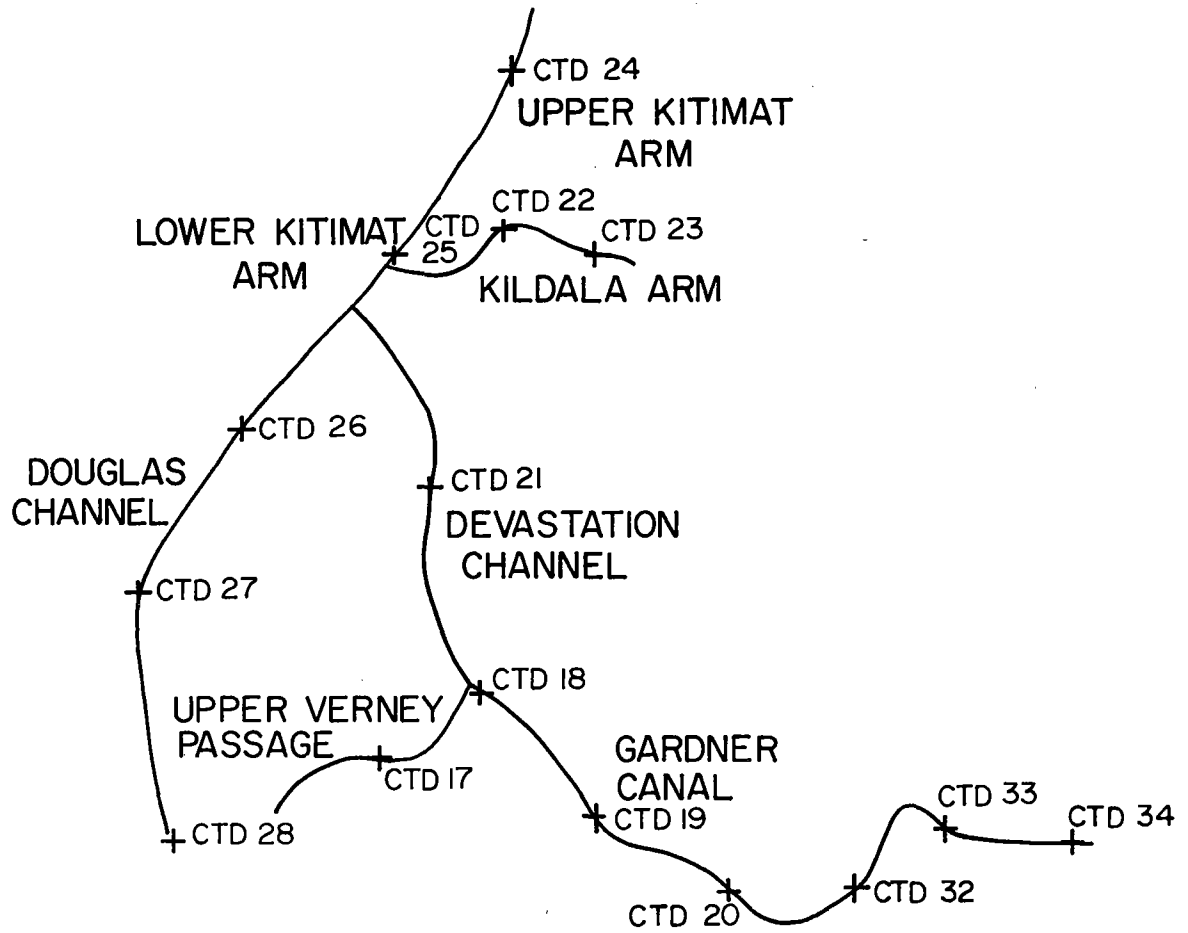 CTD 24
UPPER KITIMAT
ARM
CTD 22
LOWER KITIMAT
ARM
CTD
25
CTD 23
KILDALA ARM
CTD 26
DOUGLAS
CHANNEL
CTD 21
DEVASTATION
CHANNEL
CTD 27
CTD 18
UPPER VERNEY
PASSAGE
CTD 17
GARDNER
CANAL
CTD 28
CTD 19
CTD 33
CTD 34
CTD 20
CTD 32